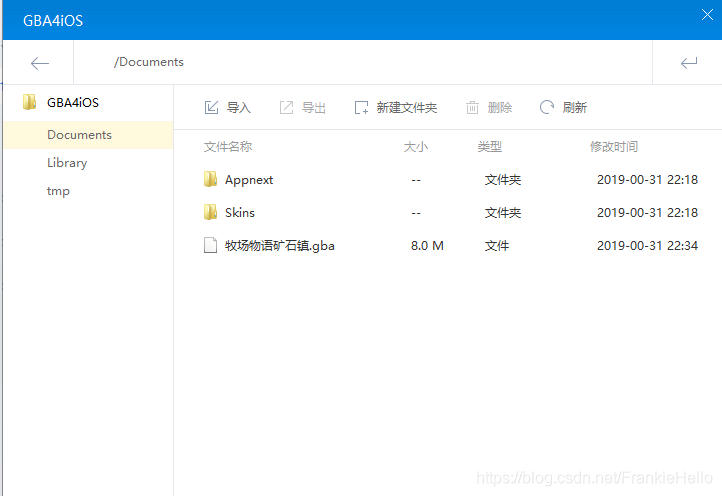 GBA4iOS
/Documents
GBA4iOS
Documents
Library
tmp
导入 导出 新建文件夹 删除 刷新
文件名称 大小 类型 修改时间
Appnext -- 文件夹 2019-00-31 22:18
Skins -- 文件夹 2019-00-31 22:18
牧场物语矿石镇.gba 8.0 M 文件 2019-00-31 22:34
https://blog.csdn.net/FrankieHello